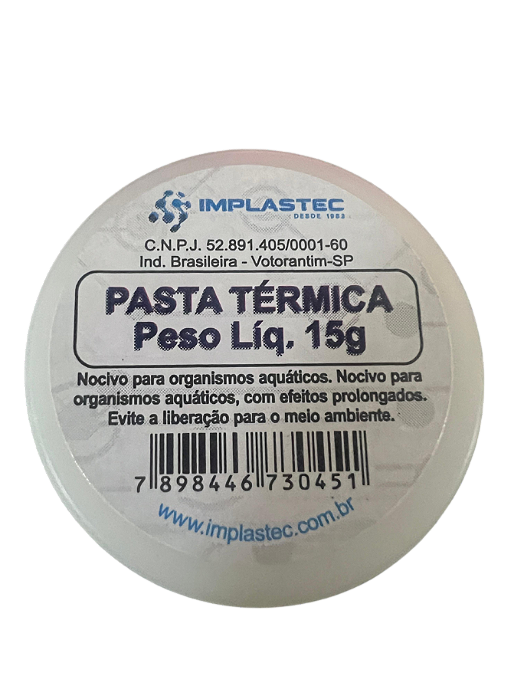 IMPLASTEC
DESDE 1982
C.N.P.J. 52.891.405/0001-60
Ind. Brasileira - Votorantim-SP
PASTA TÉRMICA
Peso Líq. 15g
Nocivo para organismos aquáticos. Nocivo para
organismos aquáticos, com efeitos prolongados.
Evite a liberação para o meio ambiente.
7 898446 730451
www.implastec.com.br